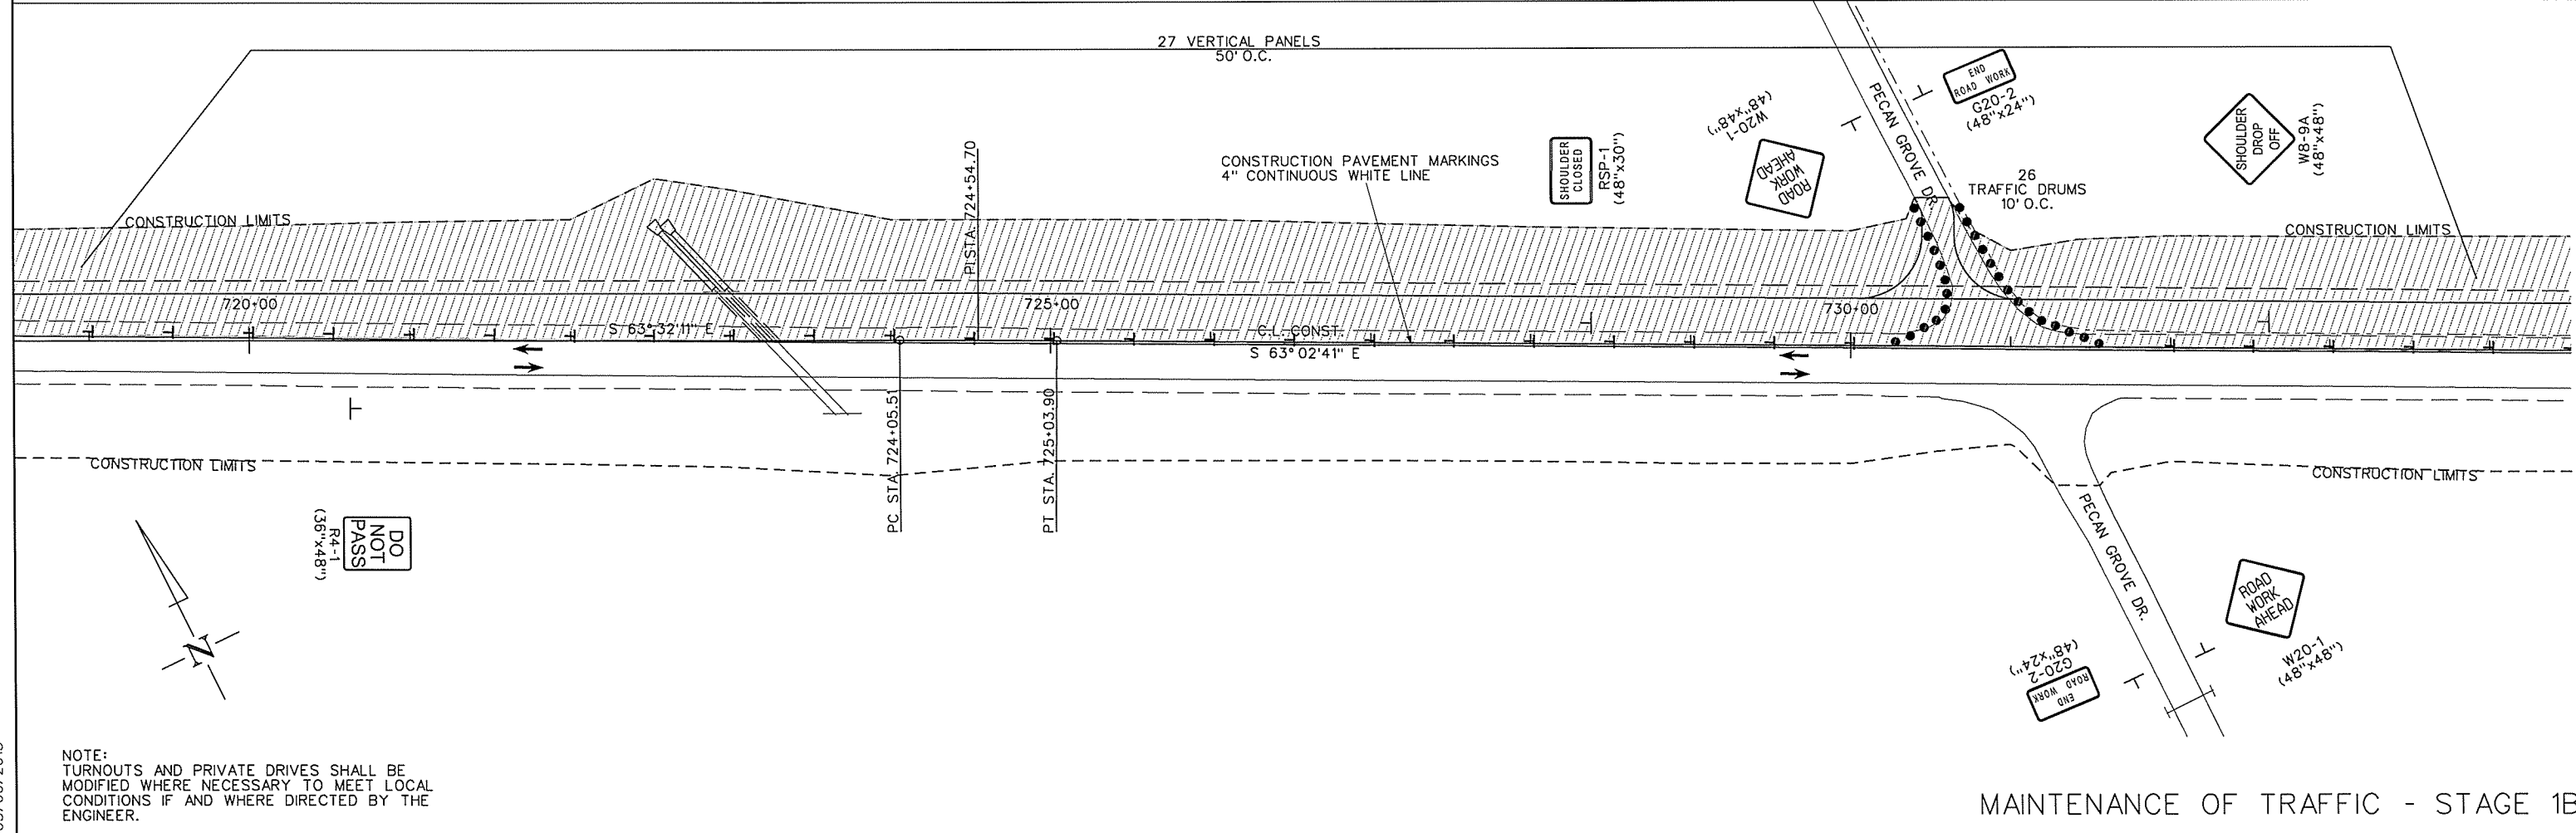 27 VERTICAL PANELS
50' O.C.
CONSTRUCTION LIMITS
720+00
S 63°32'11" E
PI STA. 724+54.70
725+00
CONSTRUCTION PAVEMENT MARKINGS
4" CONTINUOUS WHITE LINE
C.L. CONST.
S 63°02'41" E
SHOULDER
CLOSED
RSP-1
(48"x30")
W20-1
(48"x48")
ROAD
WORK
AHEAD
PECAN GROVE DR.
END
ROAD WORK
G20-2
(48"x24")
26
TRAFFIC DRUMS
10' O.C.
SHOULDER
DROP
OFF
W8-9A
(48"x48")
CONSTRUCTION LIMITS
730+00
CONSTRUCTION LIMITS
DO
NOT
PASS
R4-1
(36"x48")
PC STA. 724+05.51
PT STA. 725+03.90
CONSTRUCTION LIMITS
PECAN GROVE DR.
ROAD
WORK
AHEAD
W20-1
(48"x48")
END
ROAD WORK
G20-2
(48"x24")
N
NOTE:
TURNOUTS AND PRIVATE DRIVES SHALL BE
MODIFIED WHERE NECESSARY TO MEET LOCAL
CONDITIONS IF AND WHERE DIRECTED BY THE
ENGINEER.
MAINTENANCE OF TRAFFIC - STAGE 1B